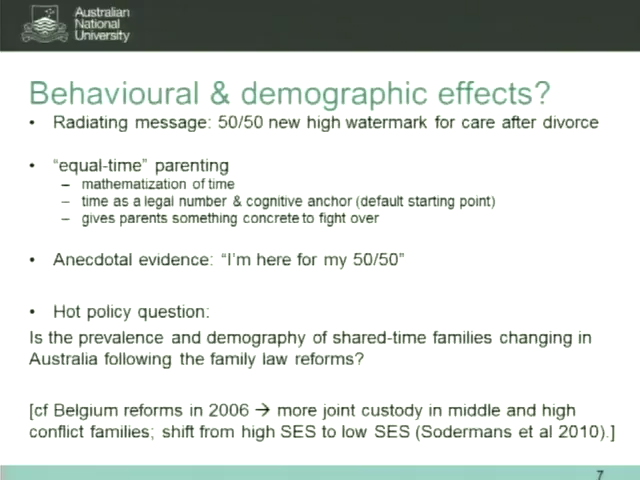 Australian
National
University
Behavioural & demographic effects?
• Radiating message: 50/50 new high watermark for care after divorce
• “equal-time” parenting
– mathematization of time
– time as a legal number & cognitive anchor (default starting point)
– gives parents something concrete to fight over
• Anecdotal evidence: “I’m here for my 50/50”
• Hot policy question:
Is the prevalence and demography of shared-time families changing in
Australia following the family law reforms?
[cf Belgium reforms in 2006 → more joint custody in middle and high
conflict families; shift from high SES to low SES (Sodermans et al 2010).]
7